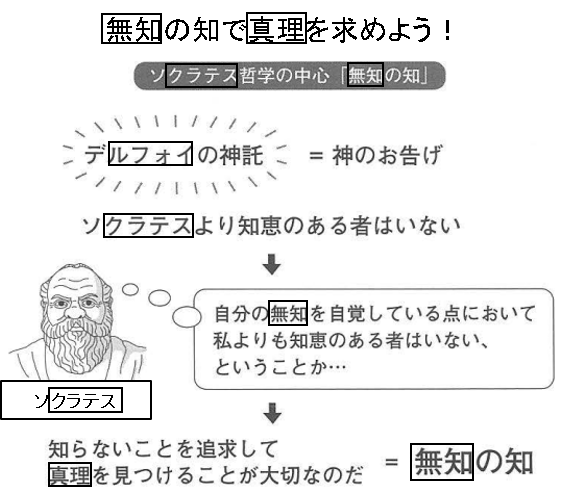 無知の知で真理を求めよう！
ソクラテス哲学の中心「無知の知」
デルフォイの神託 = 神のお告げ
ソクラテスより知恵のある者はいない
自分の無知を自覚している点において
私よりも知恵のある者はいない、
ということか…
ソクラテス
知らないことを追求して
真理を見つけることが大切なのだ
= 無知の知